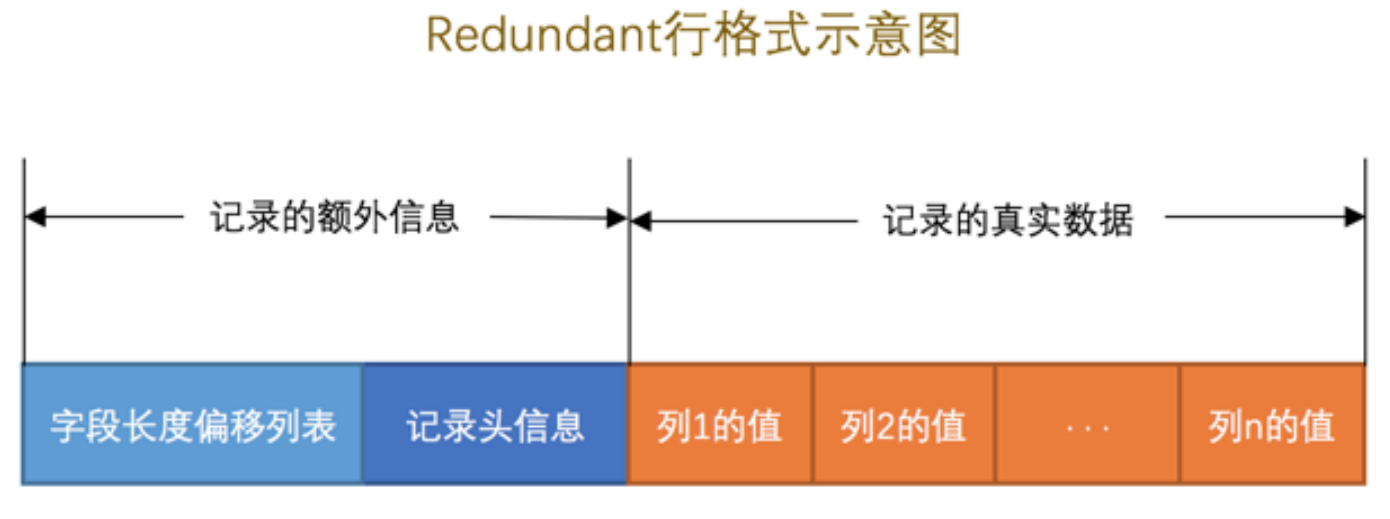 Redundant行格式示意图
记录的额外信息
记录的真实数据
字段长度偏移列表
记录头信息
列1的值
列2的值
...
列n的值